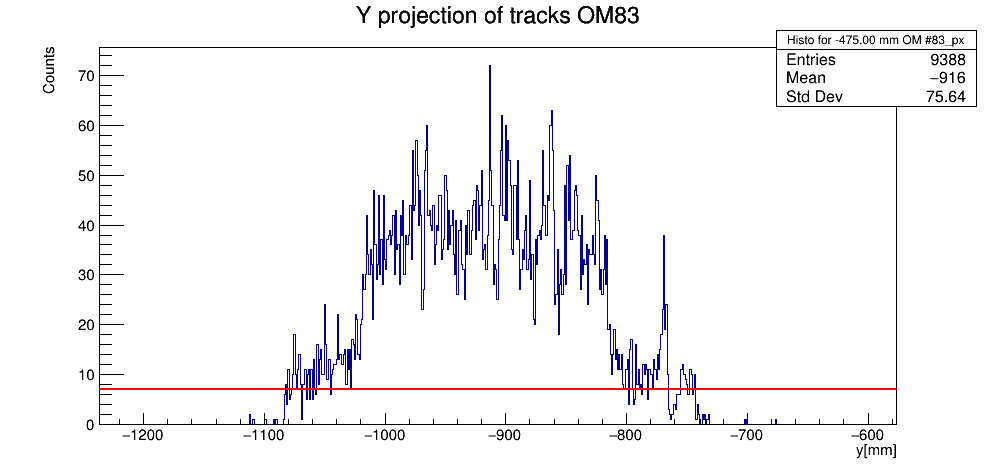 Y projection of tracks OM83
Histo for -475.00 mm OM #83_px
Entries 9388
Mean −916
Std Dev 75.64
Counts
70
60
50
40
30
20
10
0
−1200 −1100 −1000 −900 −800 −700 −600
y[mm]